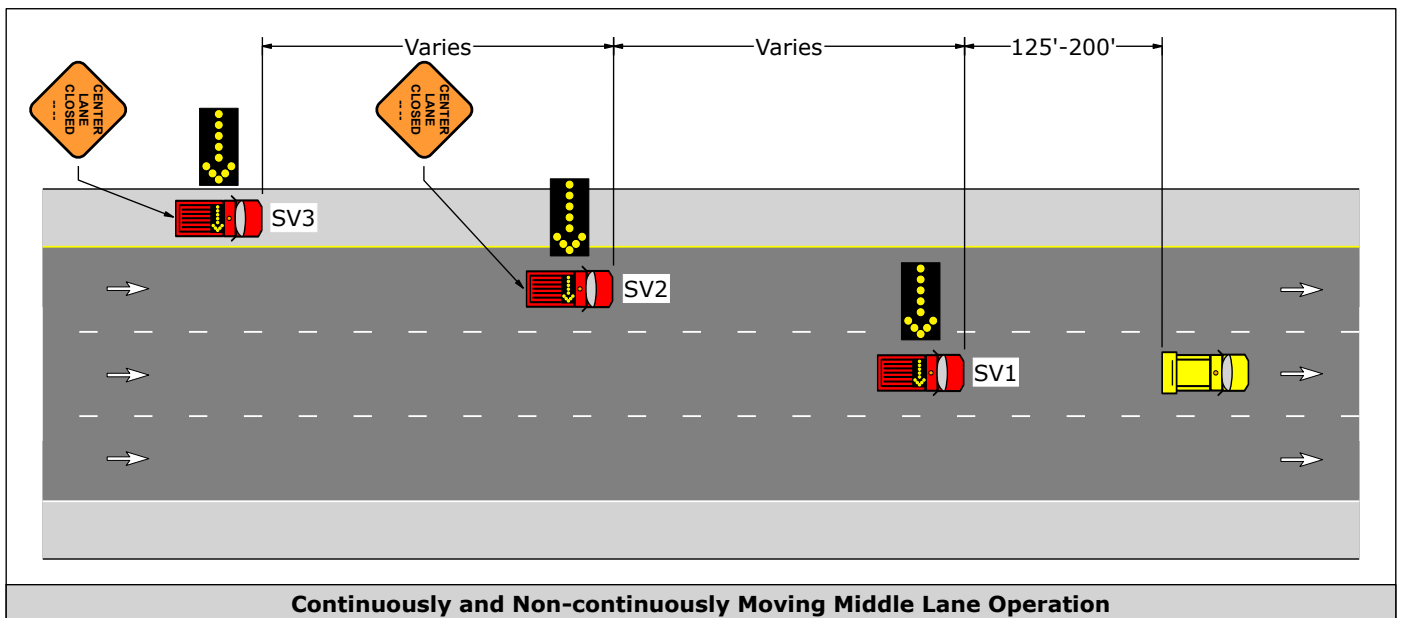 Varies
Varies
125'-200'
CENTER
LANE
CLOSED
----
CENTER
LANE
CLOSED
----
SV3
SV2
SV1
Continuously and Non-continuously Moving Middle Lane Operation